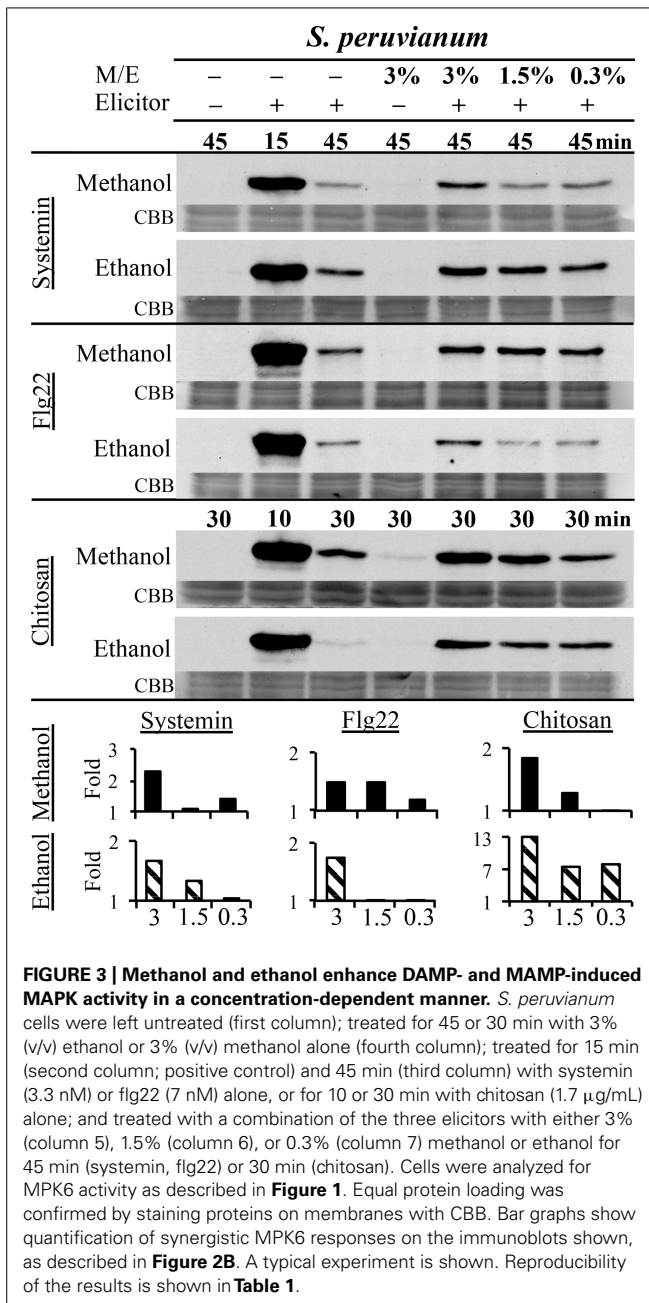 S. peruvianum
M/E – – – 3% 3% 1.5% 0.3%
Elicitor – + + – + + +
45 15 45 45 45 45 45 min
Systemin
Methanol
CBB
Ethanol
CBB
Flg22
Methanol
CBB
Ethanol
CBB
30 10 30 30 30 30 30 min
Chitosan
Methanol
CBB
Ethanol
CBB
Systemin Flg22 Chitosan
Methanol
Fold
3
2
1
2
1
2
1
Ethanol
Fold
2
1
2
1
13
7
1
3 1.5 0.3 3 1.5 0.3 3 1.5 0.3
FIGURE 3 | Methanol and ethanol enhance DAMP- and MAMP-induced
MAPK activity in a concentration-dependent manner. S. peruvianum
cells were left untreated (first column); treated for 45 or 30 min with 3%
(v/v) ethanol or 3% (v/v) methanol alone (fourth column); treated for 15 min
(second column; positive control) and 45 min (third column) with systemin
(3.3 nM) or flg22 (7 nM) alone, or for 10 or 30 min with chitosan (1.7 μg/mL)
alone; and treated with a combination of the three elicitors with either 3%
(column 5), 1.5% (column 6), or 0.3% (column 7) methanol or ethanol for
45 min (systemin, flg22) or 30 min (chitosan). Cells were analyzed for
MPK6 activity as described in Figure 1. Equal protein loading was
confirmed by staining proteins on membranes with CBB. Bar graphs show
quantification of synergistic MPK6 responses on the immunoblots shown,
as described in Figure 2B. A typical experiment is shown. Reproducibility
of the results is shown in Table 1.